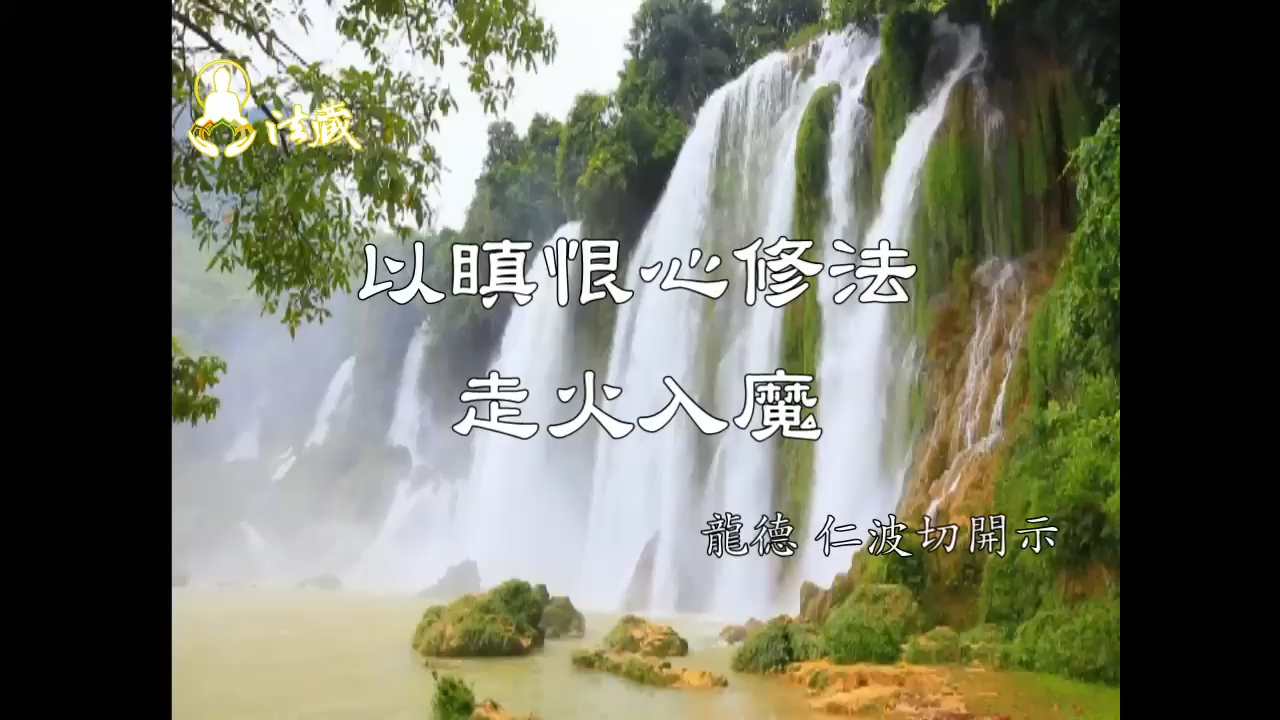 法藏
以瞋恨心修法
走火入魔
龍德 仁波切開示